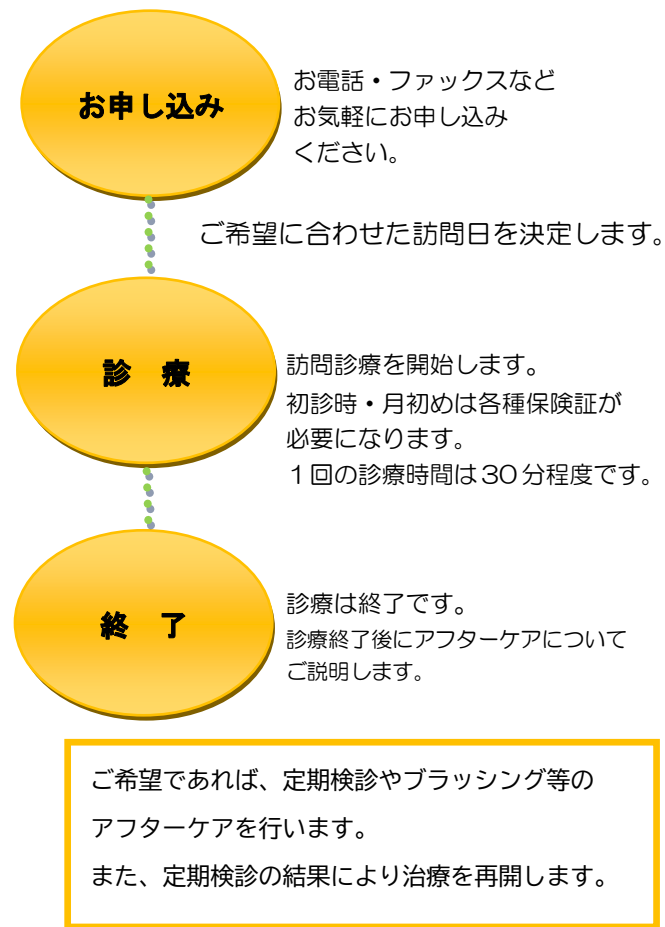 お申し込み
お電話・ファックスなど
お気軽にお申し込み
ください。
ご希望に合わせた訪問日を決定します。
診　療
訪問診療を開始します。
初診時・月初めは各種保険証が
必要になります。
１回の診療時間は30分程度です。
終　了
診療は終了です。
診療終了後にアフターケアについて
ご説明します。
ご希望であれば、定期検診やブラッシング等の
アフターケアを行います。
また、定期検診の結果により治療を再開します。